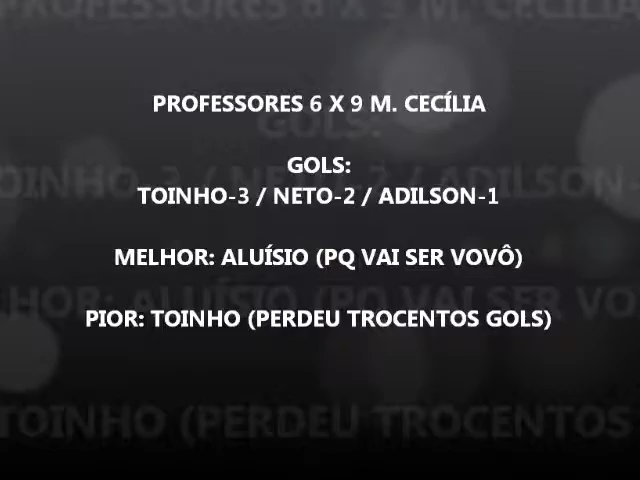 PROFESSORES 6 X 9 M. CECÍLIA
GOLS:
TOINHO-3 / NETO-2 / ADILSON-1
MELHOR: ALUÍSIO (PQ VAI SER VOVÔ)
PIOR: TOINHO (PERDEU TROCENTOS GOLS)